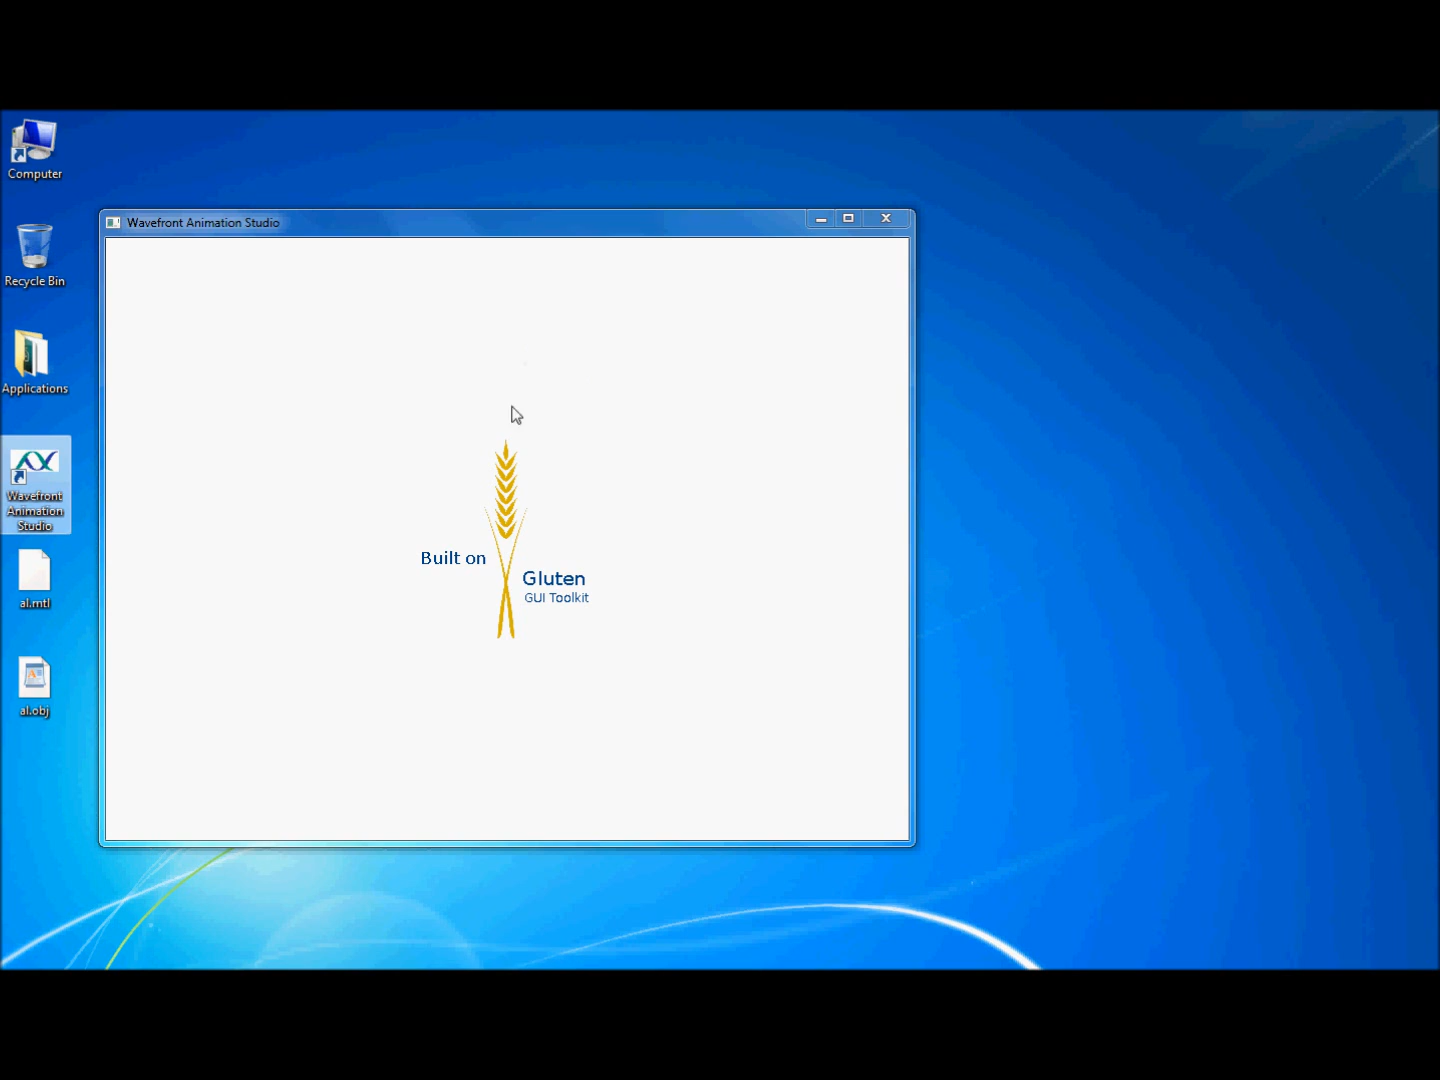 Computer
Recycle Bin
Applications
Wavefront
Animation
Studio
al.mtl
al.obj
Wavefront Animation Studio
Built on
Gluten
GUI Toolkit